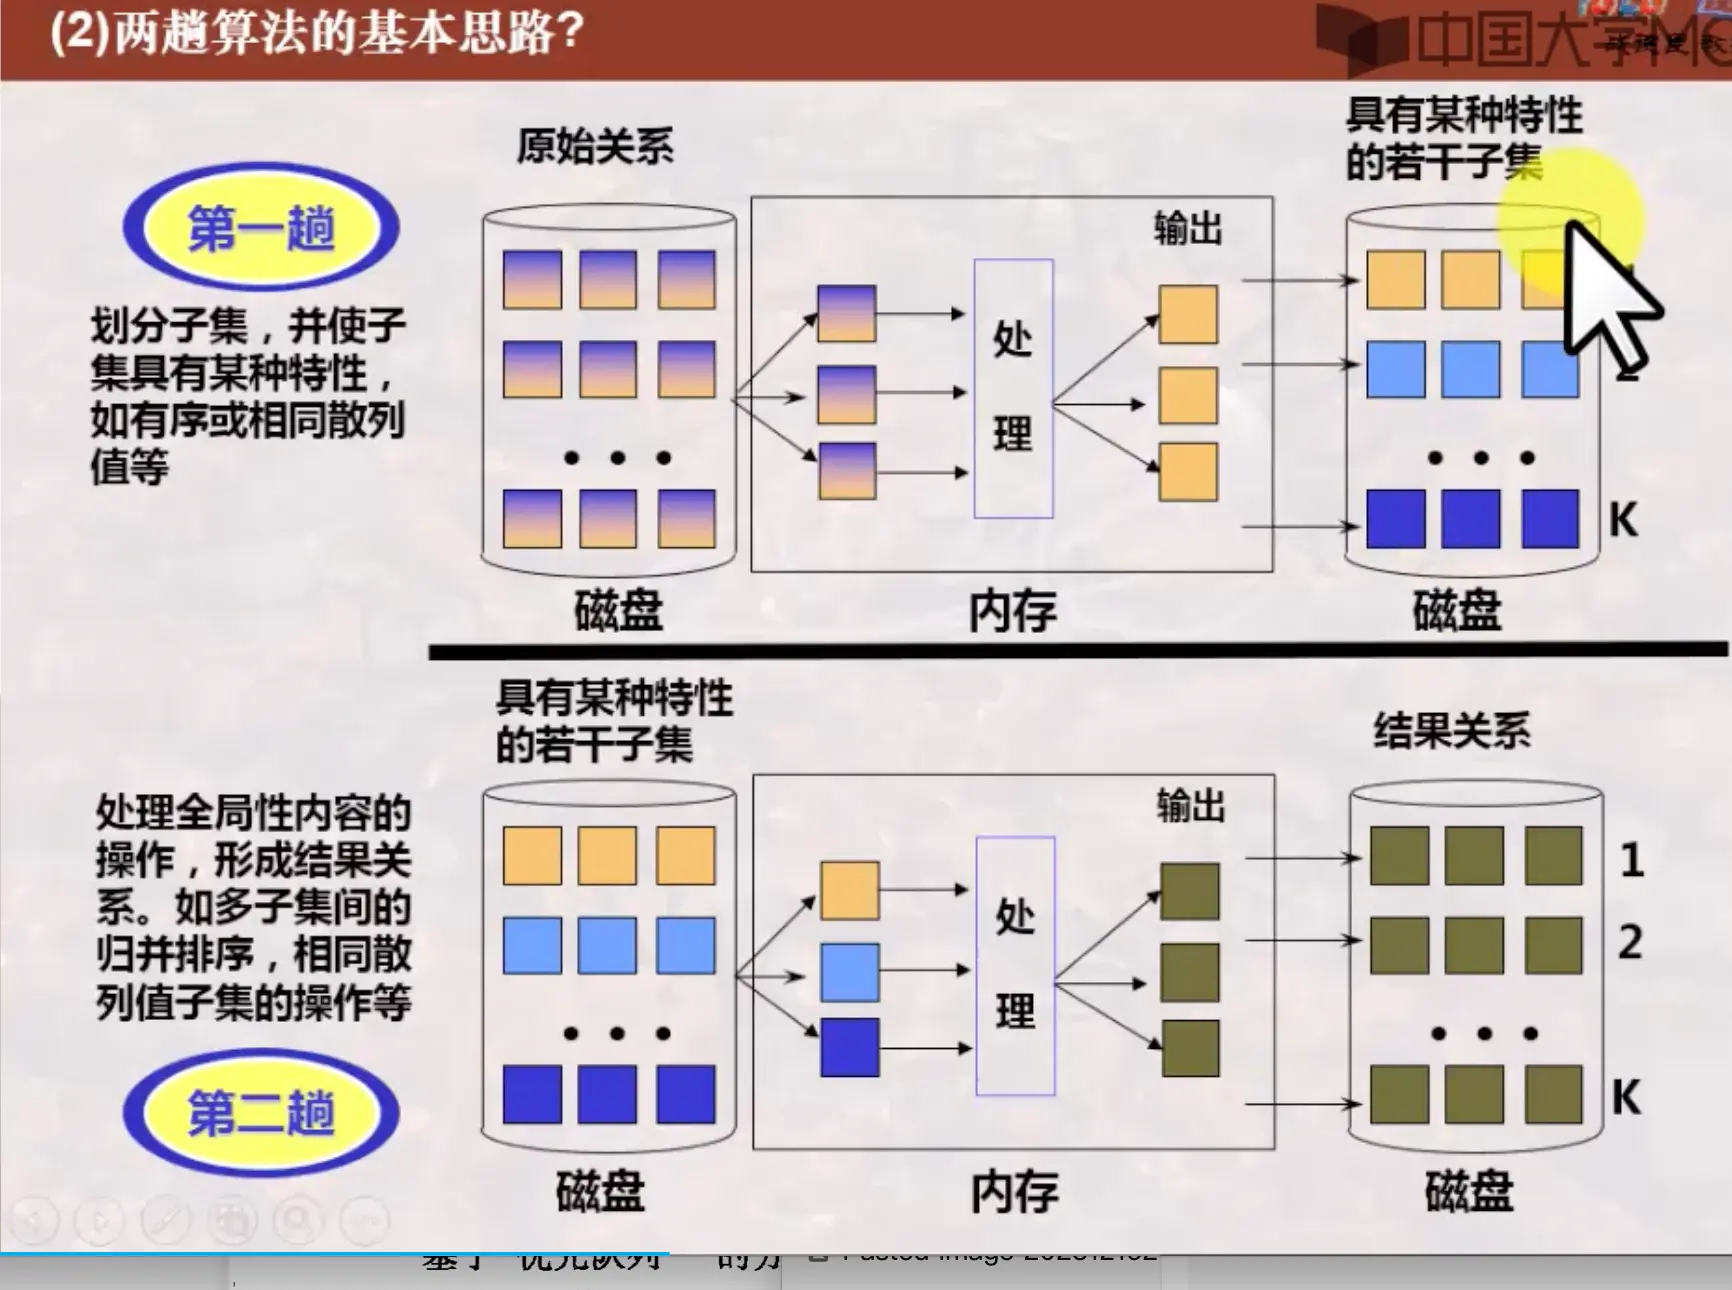 (2)两趟算法的基本思路?
中国大学MO
原始关系
具有某种特性
的若干子集
第一趟
输出
划分子集，并使子
集具有某种特性，
如有序或相同散列
值等
处
理
2
K
磁盘
内存
磁盘
具有某种特性
的若干子集
结果关系
输出
处理全局性内容的
操作，形成结果关
系。如多子集间的
归并排序，相同散
列值子集的操作等
处
理
1
2
K
第二趟
磁盘
内存
磁盘